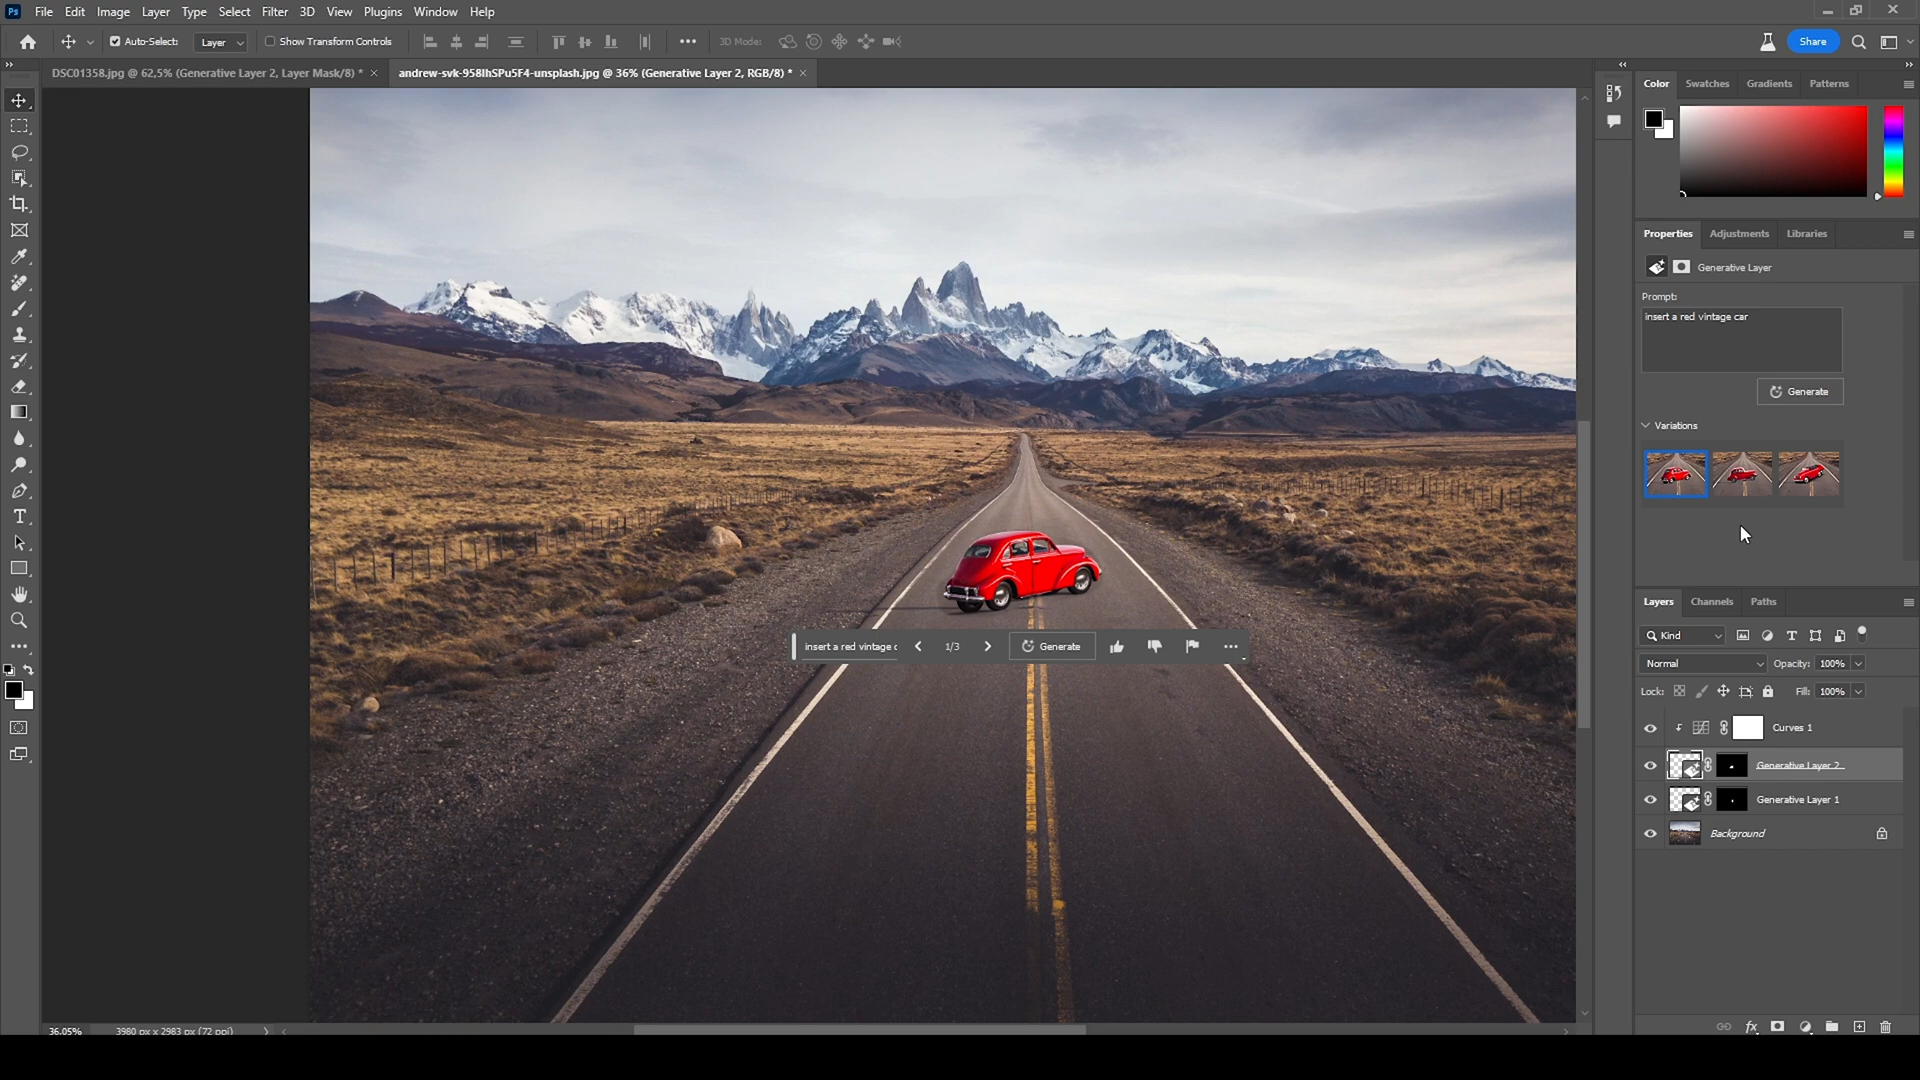 Ps File Edit Image Layer Type Select Filter 3D View Plugins Window Help
Auto-Select: Layer Show Transform Controls 3D Mode: Share
DSC01358.jpg @ 62,5% (Generative Layer 2, Layer Mask/8) * × andrew-svk-958lhSPu5F4-unsplash.jpg @ 36% (Generative Layer 2, RGB/8) * ×
Color Swatches Gradients Patterns
Properties Adjustments Libraries
Generative Layer
Prompt:
insert a red vintage car
Generate
Variations
insert a red vintage c 1/3 Generate
Layers Channels Paths
Kind
Normal Opacity: 100%
Lock: Fill: 100%
Curves 1
Generative Layer 2
Generative Layer 1
Background
36.05% 3980 px x 2983 px (72 ppi)